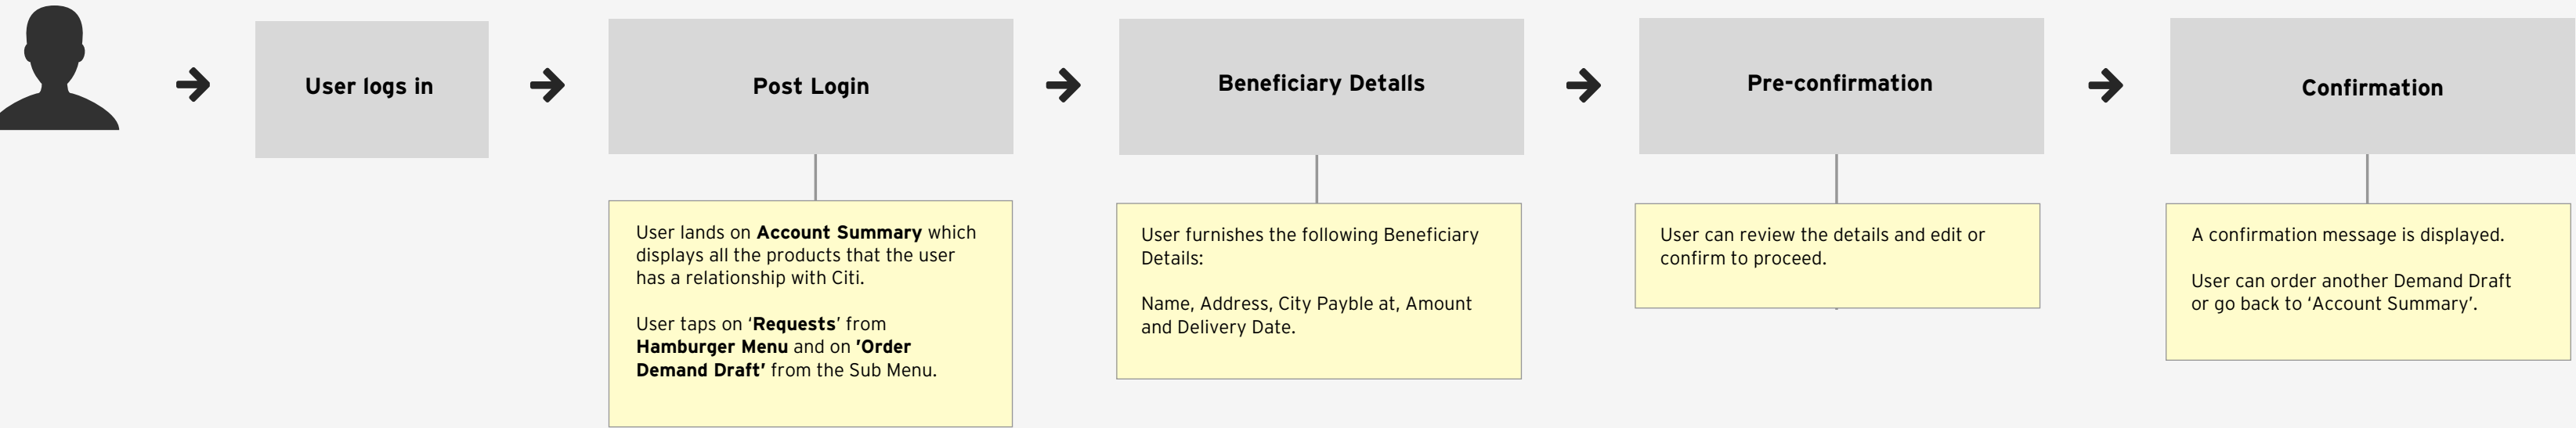 User logs in
Post Login
Beneficiary Details
Pre-confirmation
Confirmation
User lands on Account Summary which
displays all the products that the user
has a relationship with Citi.
User taps on ‘Requests’ from
Hamburger Menu and on ’Order
Demand Draft’ from the Sub Menu.
User furnishes the following Beneficiary
Details:
Name, Address, City Payble at, Amount
and Delivery Date.
User can review the details and edit or
confirm to proceed.
A confirmation message is displayed.
User can order another Demand Draft
or go back to ‘Account Summary’.